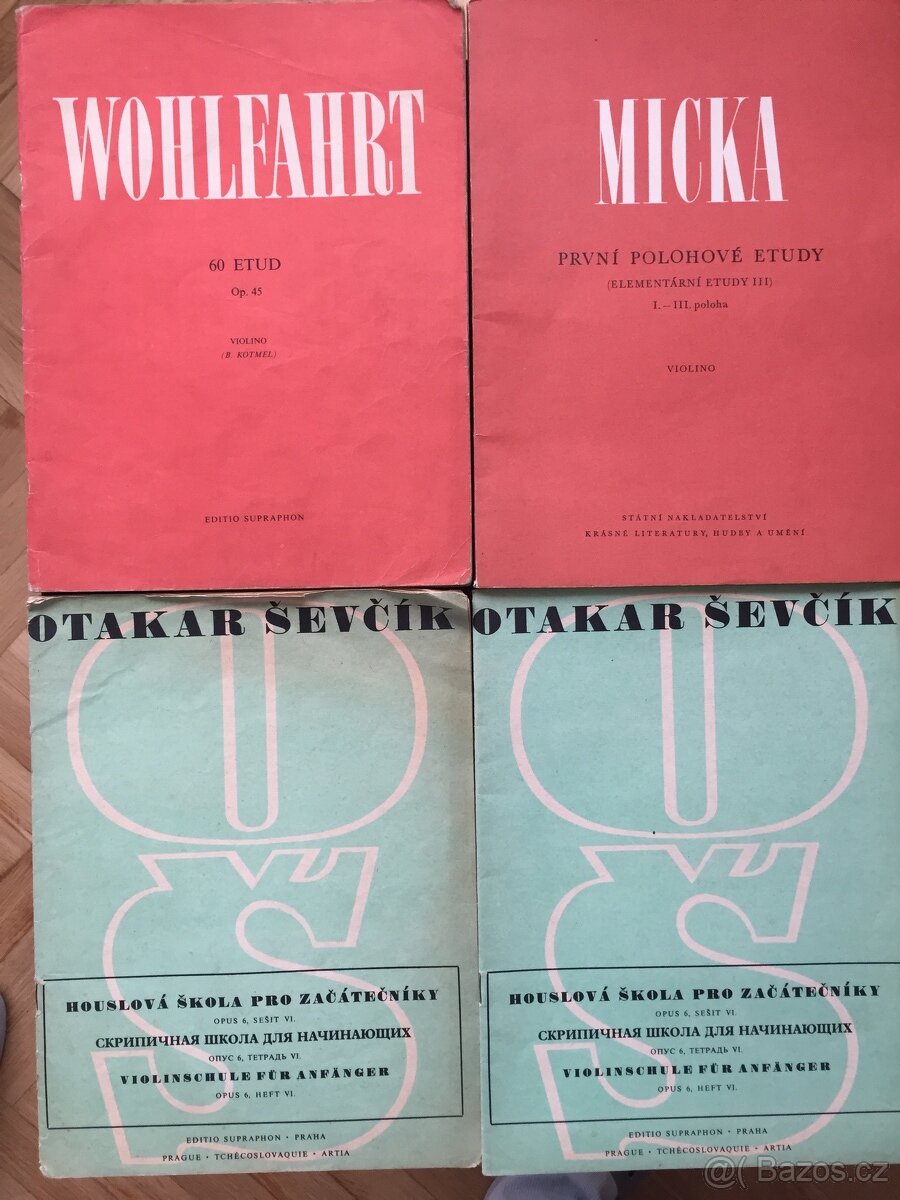 WOHLFAHRT
60 ETUD
Op. 45
VIOLINO
(B. KOTMEL)
EDITIO SUPRAPHON
MICKA
PRVNÍ POLOHOVÉ ETUDY
(ELEMENTÁRNÍ ETUDY III)
I. – III. poloha
VIOLINO
STÁTNÍ NAKLADATELSTVÍ
KRÁSNÉ LITERATURY, HUDBY A UMĚNÍ
OTAKAR ŠEVČÍK
OŠ
HOUSLOVÁ ŠKOLA PRO ZAČÁTEČNÍKY
OPUS 6, SEŠIT VI.
СКРИПИЧНАЯ ШКОЛА ДЛЯ НАЧИНАЮЩИХ
ОПУС 6, ТЕТРАДЬ VI.
VIOLINSCHULE FÜR ANFÄNGER
OPUS 6, HEFT VI.
EDITIO SUPRAPHON · PRAHA
PRAGUE · TCHÉCOSLOVAQUIE · ARTIA
OTAKAR ŠEVČÍK
OŠ
HOUSLOVÁ ŠKOLA PRO ZAČÁTEČNÍKY
OPUS 6, SEŠIT VI.
СКРИПИЧНАЯ ШКОЛА ДЛЯ НАЧИНАЮЩИХ
ОПУС 6, ТЕТРАДЬ VI.
VIOLINSCHULE FÜR ANFÄNGER
OPUS 6, HEFT VI.
EDITIO SUPRAPHON · PRAHA
PRAGUE · TCHÉCOSLOVAQUIE · ARTIA
Bazos.cz